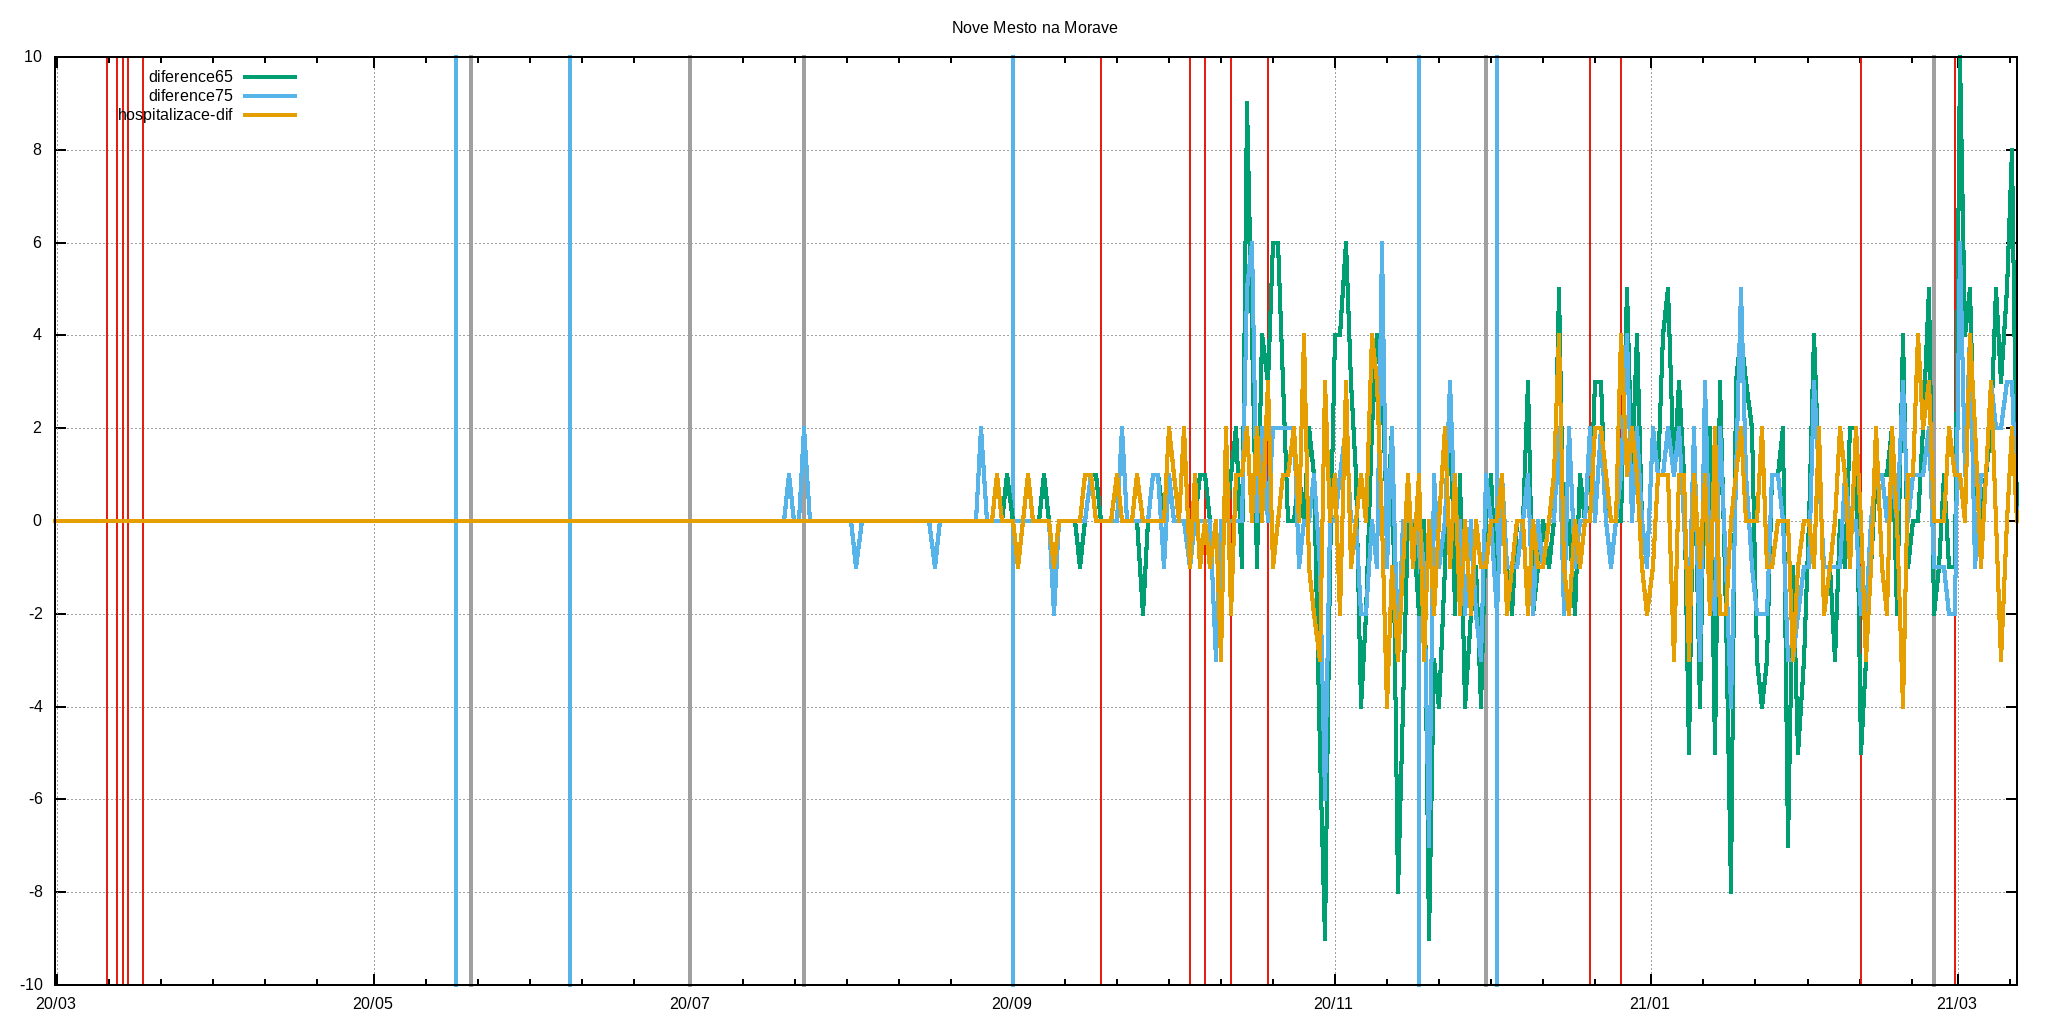 Nove Mesto na Morave
10
8
6
4
2
0
-2
-4
-6
-8
-10
diference65
diference75
hospitalizace-dif
20/03 20/05 20/07 20/09 20/11 21/01 21/03